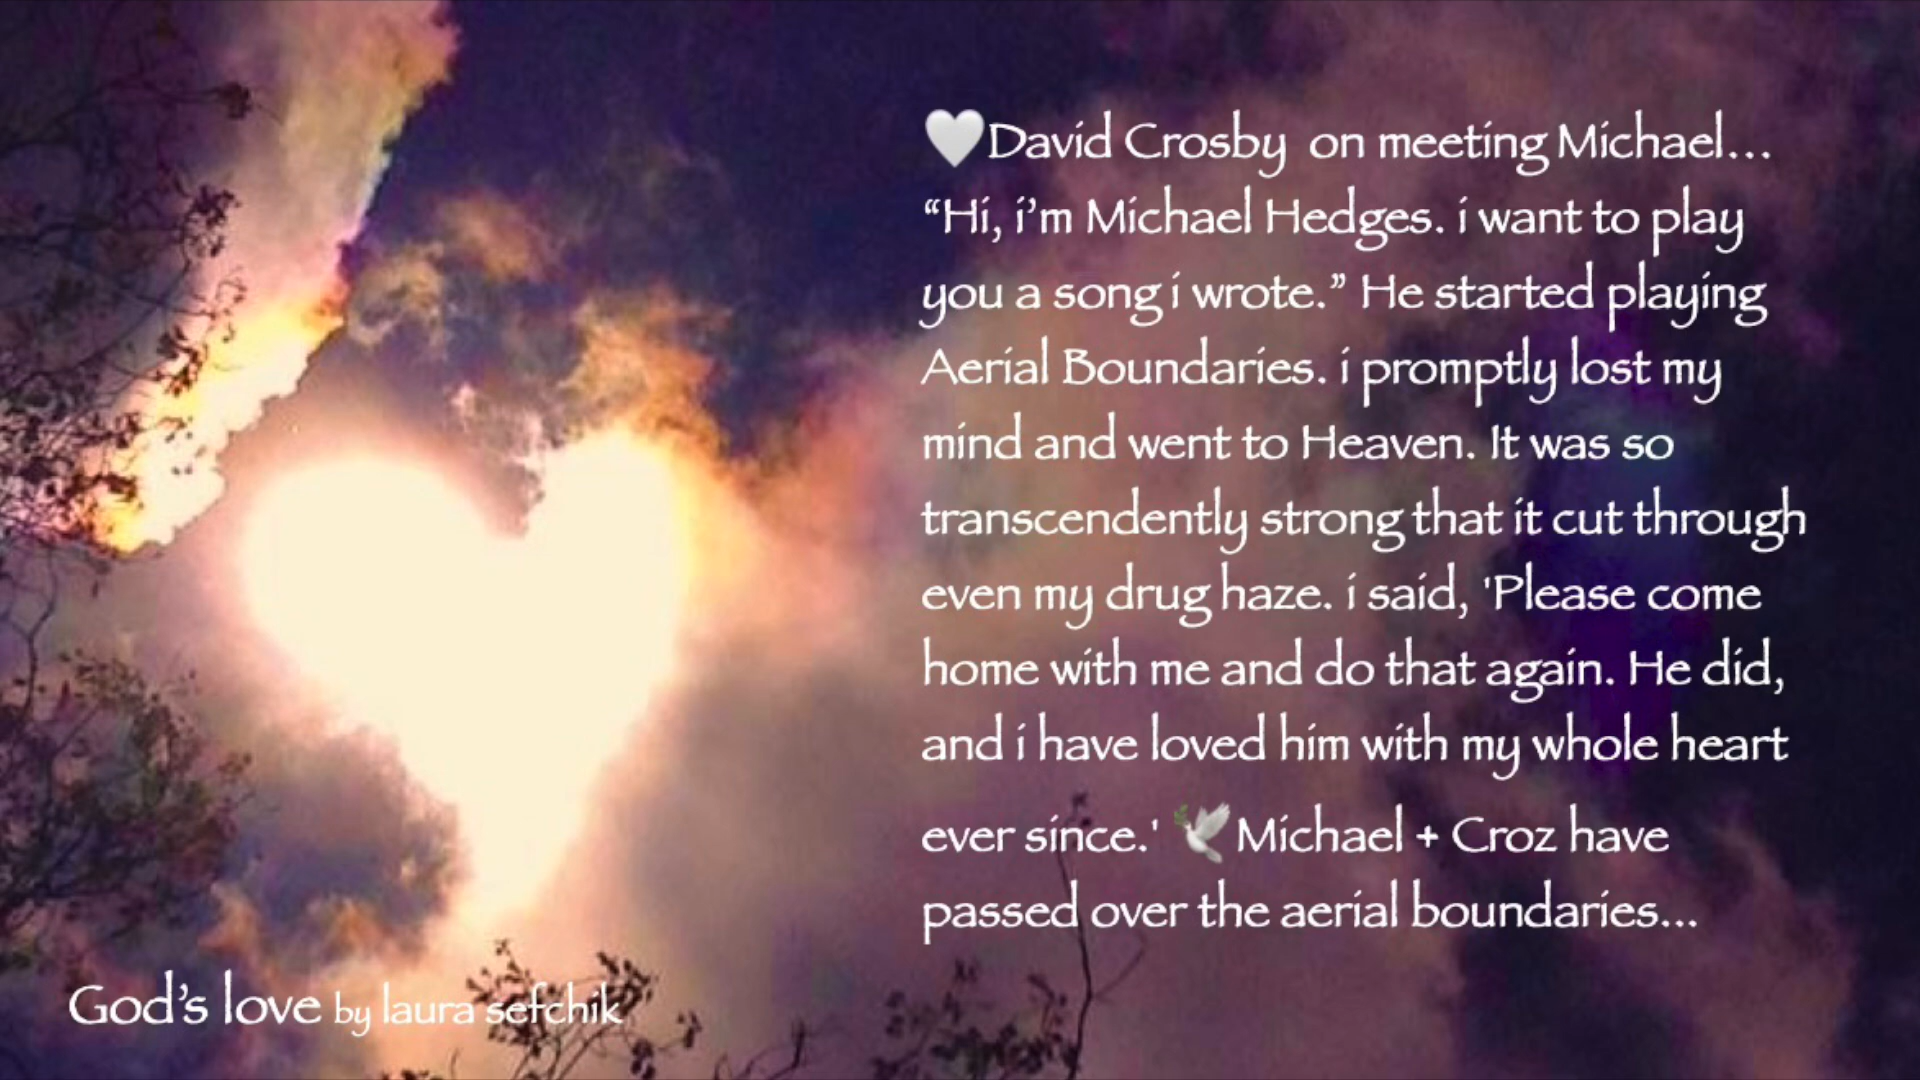 🤍David Crosby on meeting Michael...
“Hi, i’m Michael Hedges. i want to play
you a song i wrote.” He started playing
Aerial Boundaries. i promptly lost my
mind and went to Heaven. It was so
transcendently strong that it cut through
even my drug haze. i said, 'Please come
home with me and do that again. He did,
and i have loved him with my whole heart
ever since.' 🕊Michael + Croz have
passed over the aerial boundaries...
God’s love by laura sefchik